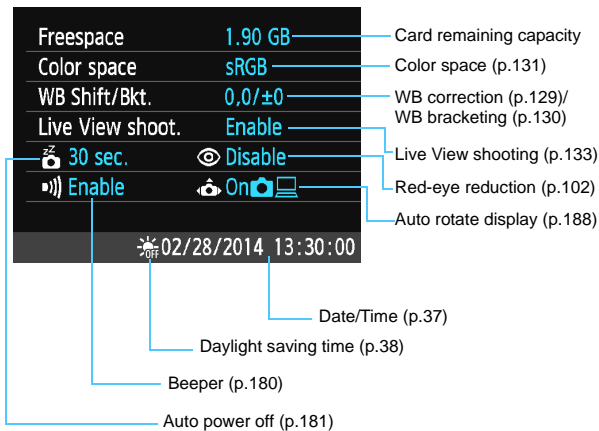 Freespace 1.90 GB Card remaining capacity
Color space sRGB Color space (p.131)
WB Shift/Bkt. 0,0/±0 WB correction (p.129)/
WB bracketing (p.130)
Live View shoot. Enable Live View shooting (p.133)
zZ 30 sec. Disable Red-eye reduction (p.102)
Enable On Auto rotate display (p.188)
OFF 02/28/2014 13:30:00
Date/Time (p.37)
Daylight saving time (p.38)
Beeper (p.180)
Auto power off (p.181)